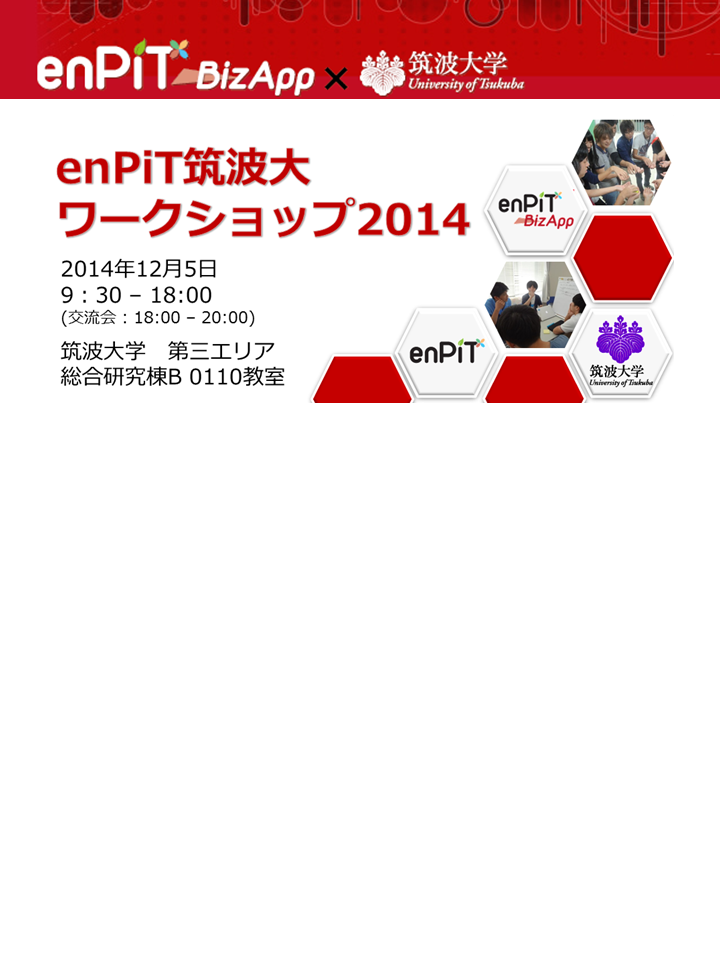 enPiT BizApp × 筑波大学
University of Tsukuba
enPiT筑波大
ワークショップ2014
2014年12月5日
9：30 – 18:00
(交流会：18:00 – 20:00)
筑波大学　第三エリア
総合研究棟B 0110教室
enPiT
BizApp
enPiT
筑波大学
University of Tsukuba